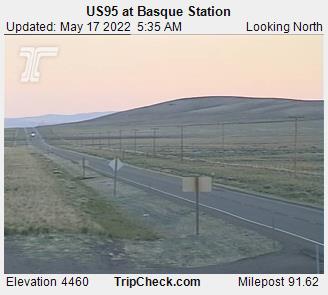 US95 at Basque Station
Updated: May 17 2022 5:35 AM Looking North
Elevation 4460 TripCheck.com Milepost 91.62